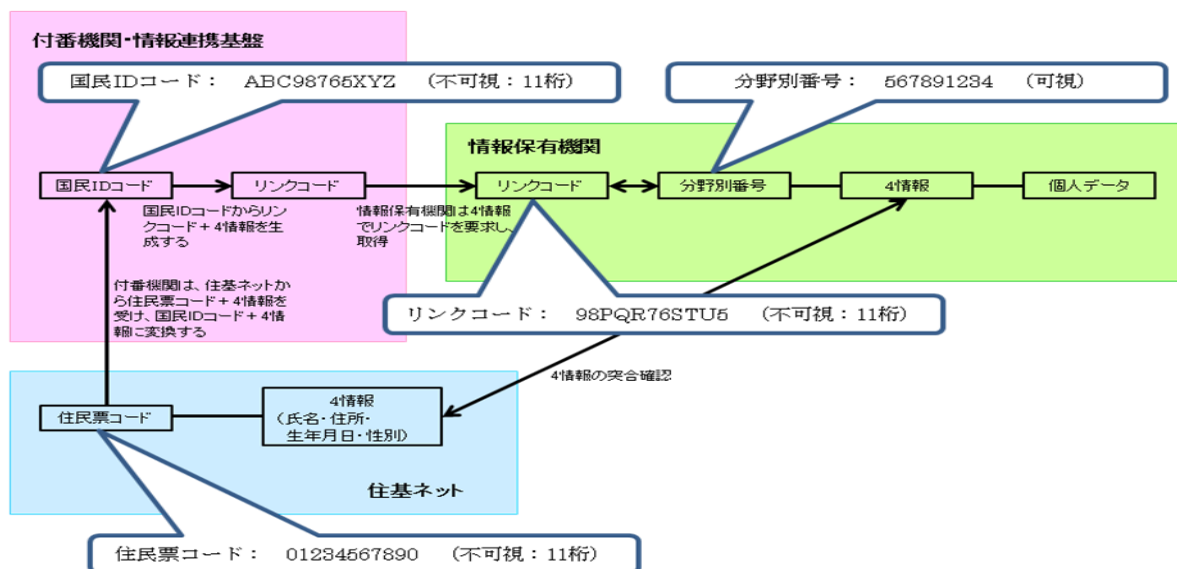 付番機関・情報連携基盤
国民IDコード： ABC98765XYZ （不可視：11桁）
分野別番号： 567891234 （可視）
情報保有機関
国民IDコード
リンクコード
リンクコード
分野別番号
4情報
個人データ
国民IDコードからリン
クコード＋4情報を生
成する
情報保有機関は4情報
でリンクコードを要求し、
取得
付番機関は、住基ネットか
ら住民票コード＋4情報を
受け、国民IDコード＋4情
報に変換する
リンクコード： 98PQR76STU5 （不可視：11桁）
4情報の突合確認
住民票コード
4情報
（氏名・住所・
生年月日・性別）
住基ネット
住民票コード： 01234567890 （不可視：11桁）